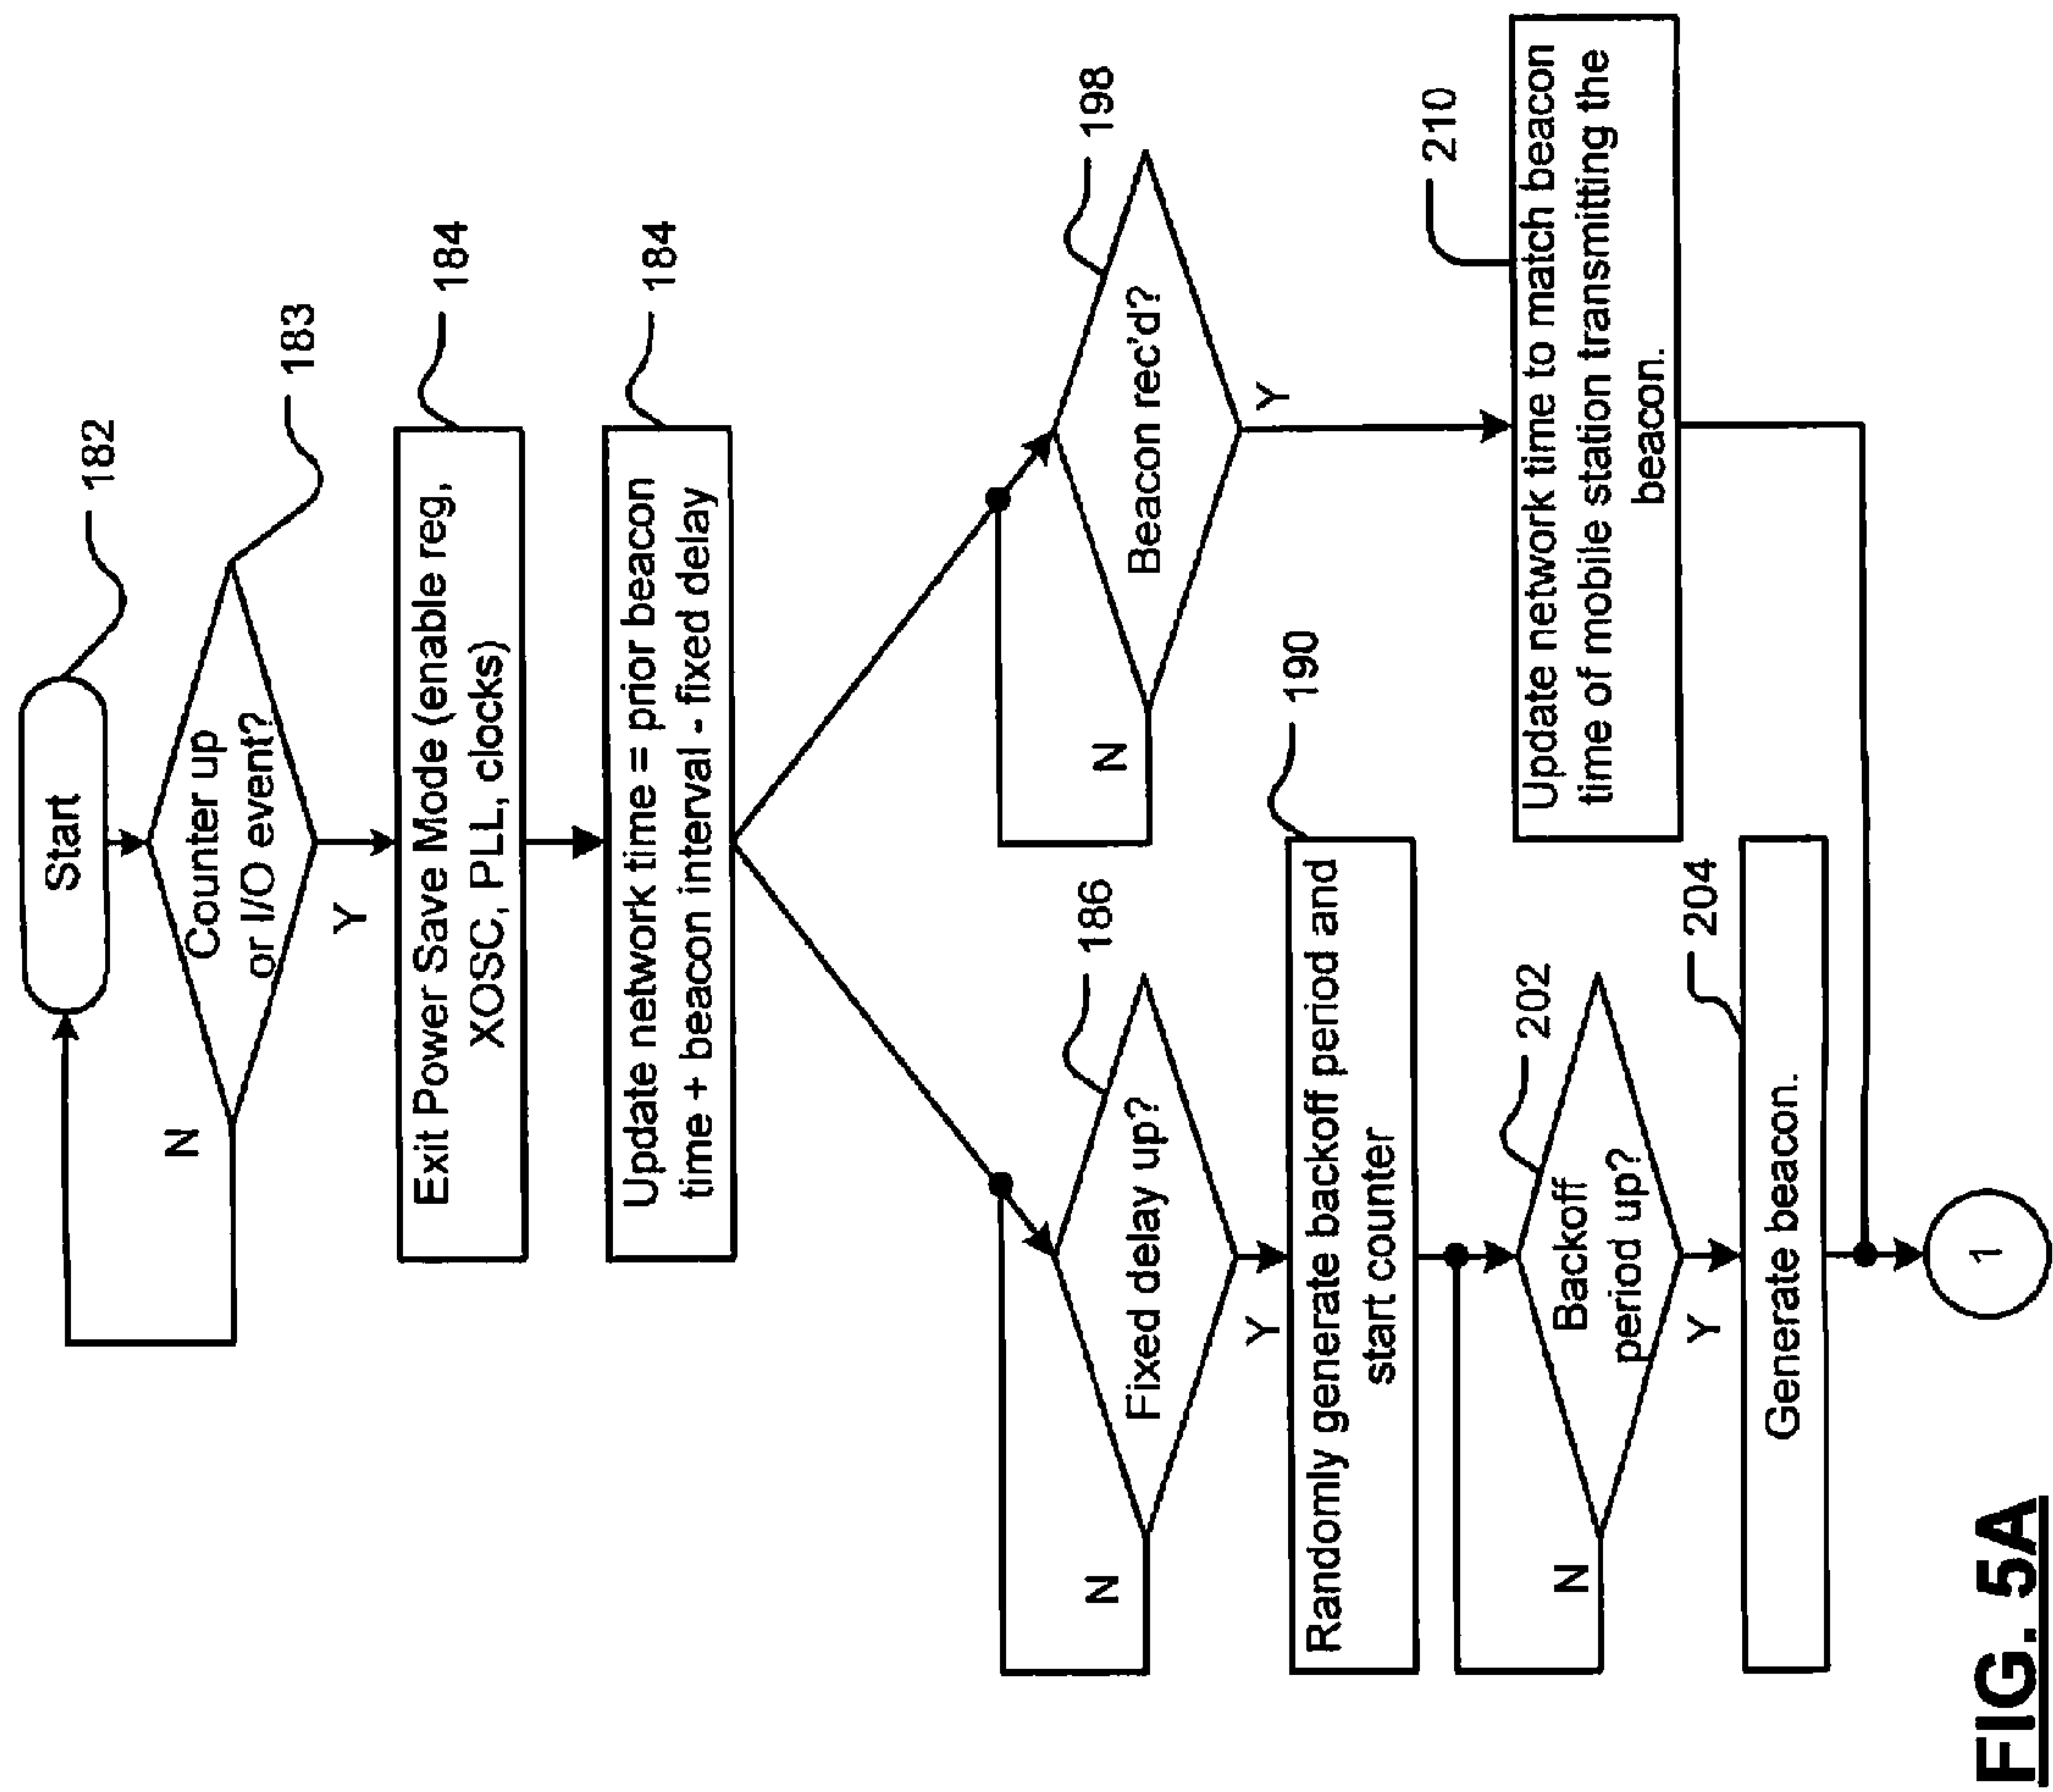 Start
182
Counter up
or I/O event?
183
N
Y
Exit Power Save Mode (enable reg,
XOSC, PLL, clocks)
184
Update network time = prior beacon
time + beacon interval - fixed delay
184
Fixed delay up?
186
N
Y
Beacon rec'd?
198
N
Y
Randomly generate backoff period and
start counter
190
Backoff
period up?
202
N
Y
Update network time to match beacon
time of mobile station transmitting the
beacon.
210
Generate beacon.
204
1
FIG. 5A